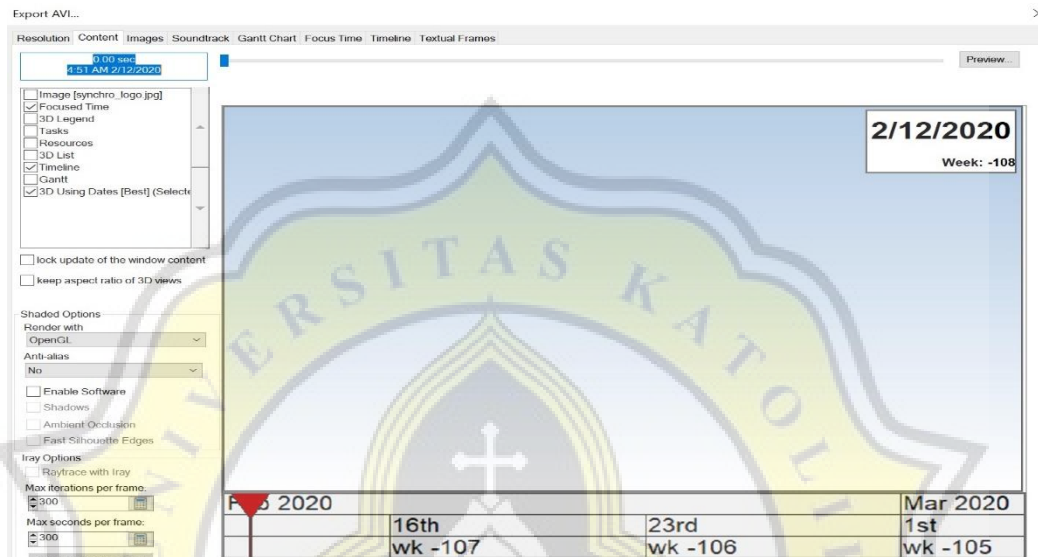 Export AVI...
Resolution Content Images Soundtrack Gantt Chart Focus Time Timeline Textual Frames
0.00 sec
4:51 AM 2/12/2020
Preview...
Image [synchro_logo.jpg]
Focused Time
3D Legend
Tasks
Resources
3D List
Timeline
Gantt
3D Using Dates [Best] (Selecte
lock update of the window content
keep aspect ratio of 3D views
Shaded Options
Render with
OpenGL
Anti-alias
No
Enable Software
Shadows
Ambient Occlusion
Fast Silhouette Edges
Iray Options
Raytrace with Iray
Max iterations per frame:
300
Max seconds per frame:
300
2/12/2020
Week: -108
2020
Mar 2020
16th
23rd
1st
wk -107
wk -106
wk -105
UNIVERSITAS KATOLI